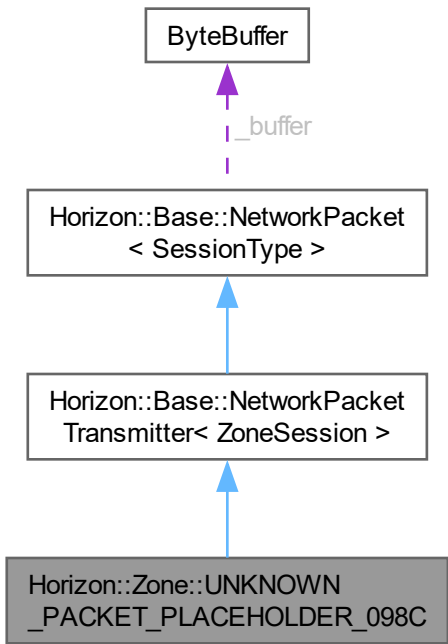 ByteBuffer
_buffer
Horizon::Base::NetworkPacket
< SessionType >
Horizon::Base::NetworkPacket
Transmitter< ZoneSession >
Horizon::Zone::UNKNOWN
_PACKET_PLACEHOLDER_098C